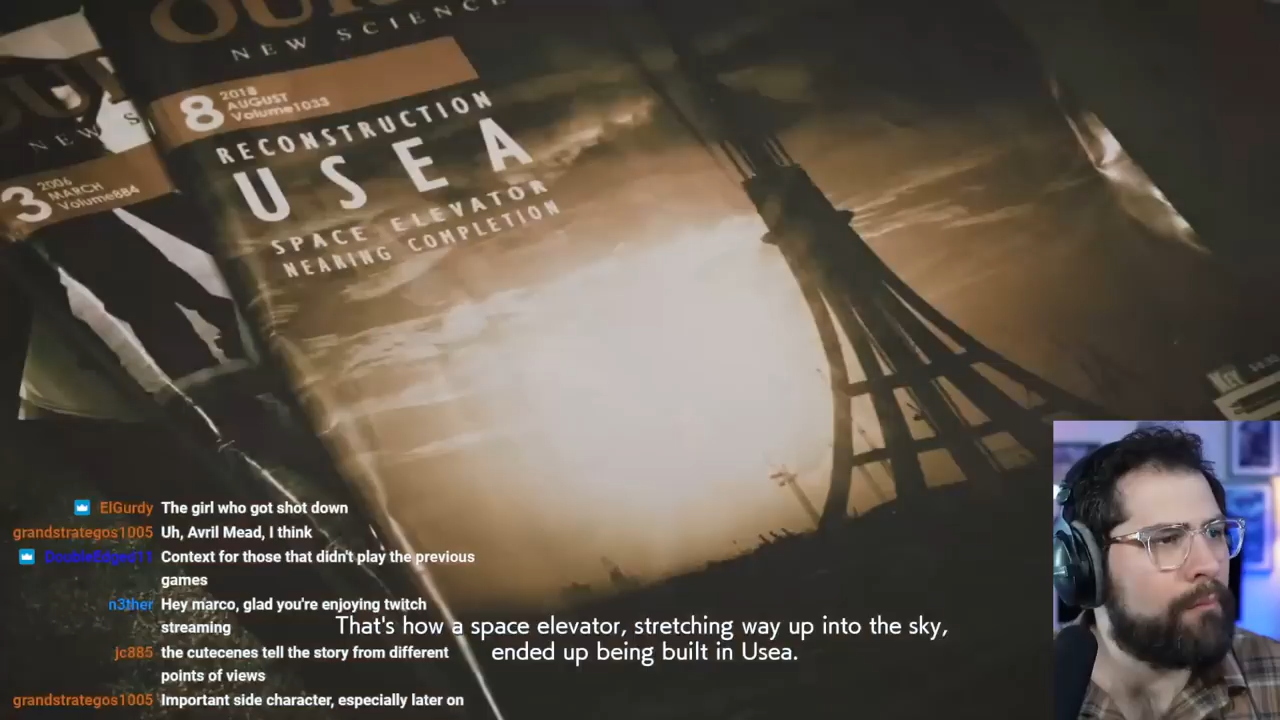 NEW SCIENCE
8
2018
AUGUST
Volume1033
RECONSTRUCTION
USEA
SPACE ELEVATOR
NEARING COMPLETION
NEWS
3
2006
MARCH
Volume884
ElGurdy The girl who got shot down
grandstrategos1005 Uh, Avril Mead, I think
DoubleEdged11 Context for those that didn't play the previous
games
n3ther Hey marco, glad you're enjoying twitch
streaming
jc885 the cutecenes tell the story from different
points of views
grandstrategos1005 Important side character, especially later on
That's how a space elevator, stretching way up into the sky,
ended up being built in Usea.